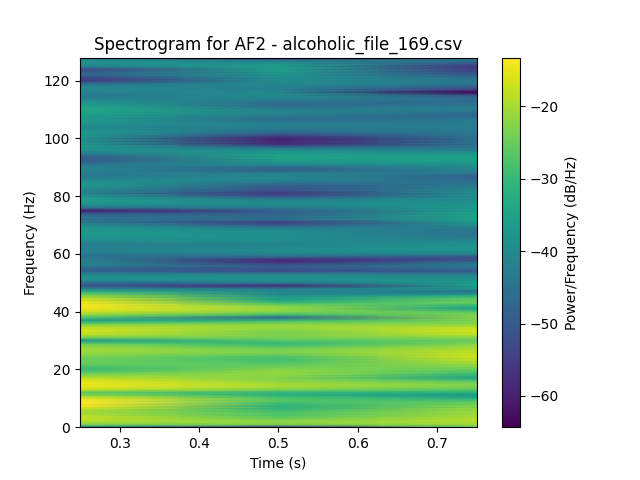 Spectrogram for AF2 - alcoholic_file_169.csv
120
100
80
60
40
20
0
Frequency (Hz)
0.3 0.4 0.5 0.6 0.7
Time (s)
−20
−30
−40
−50
−60
Power/Frequency (dB/Hz)